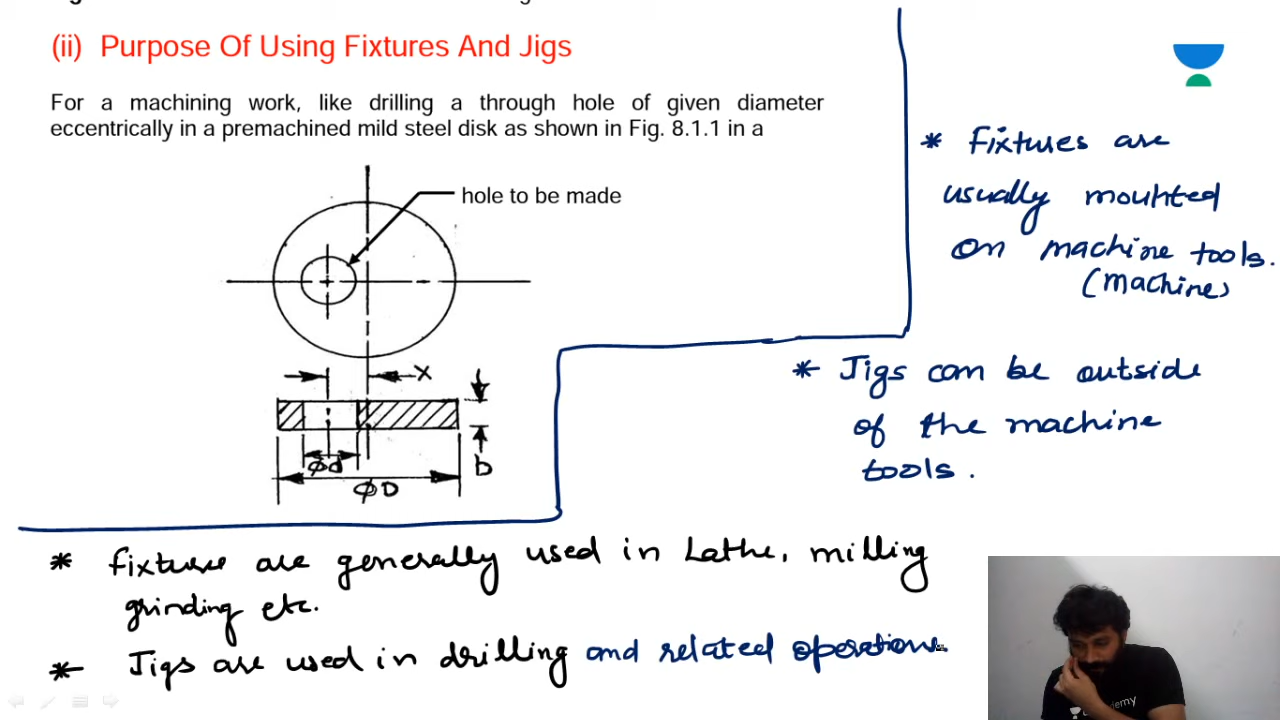 (ii) Purpose Of Using Fixtures And Jigs
For a machining work, like drilling a through hole of given diameter
eccentrically in a premachined mild steel disk as shown in Fig. 8.1.1 in a
hole to be made
X
b
φd
φD
* Fixtures are
usually mounted
on machine tools.
(Machine)
* Jigs can be outside
of the machine
tools.
* fixture are generally used in Lathe, milling
grinding etc.
* Jigs are used in drilling and related operations